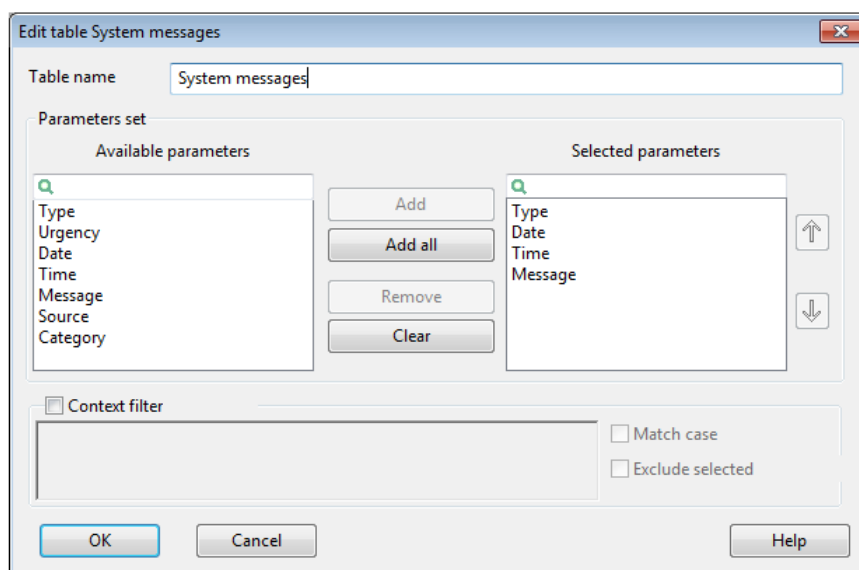 Edit table System messages
Table name
System messages
Parameters set
Available parameters
Selected parameters
Type
Urgency
Date
Time
Message
Source
Category
Add
Add all
Remove
Clear
Type
Date
Time
Message
Context filter
Match case
Exclude selected
OK
Cancel
Help